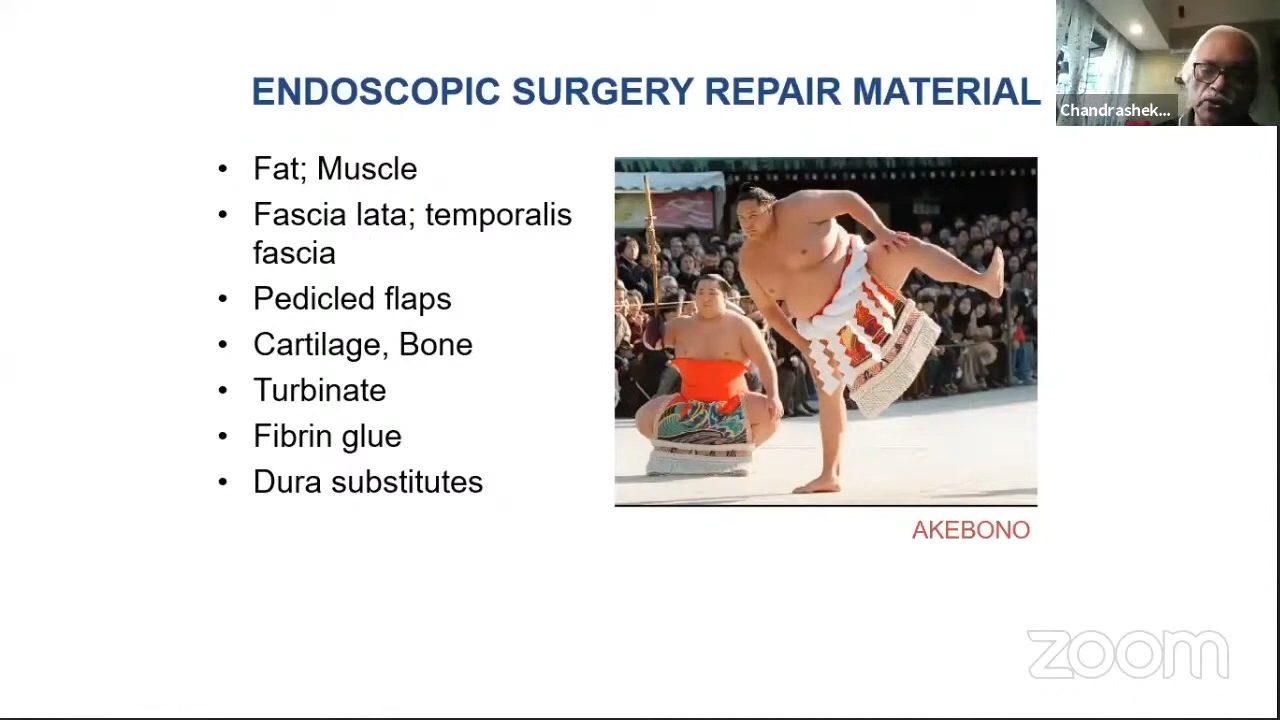 ENDOSCOPIC SURGERY REPAIR MATERIAL
Chandrashek...
• Fat; Muscle
• Fascia lata; temporalis
fascia
• Pedicled flaps
• Cartilage, Bone
• Turbinate
• Fibrin glue
• Dura substitutes
AKEBONO
zoom